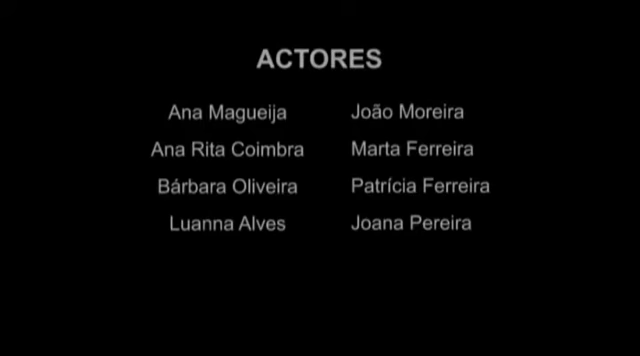 ACTORES
Ana Magueija João Moreira
Ana Rita Coimbra Marta Ferreira
Bárbara Oliveira Patrícia Ferreira
Luanna Alves Joana Pereira